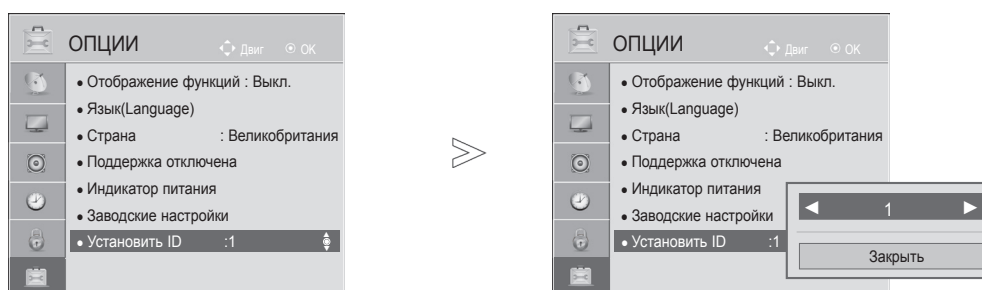 ОПЦИИ
Двиг
ОК
• Отображение функций : Выкл.
• Язык(Language)
• Страна : Великобритания
• Поддержка отключена
• Индикатор питания
• Заводские настройки
• Установить ID :1
ОПЦИИ
Двиг
ОК
• Отображение функций : Выкл.
• Язык(Language)
• Страна : Великобритания
• Поддержка отключена
• Индикатор питания
• Заводские настройки
• Установить ID :1
◄ 1 ►
Закрыть